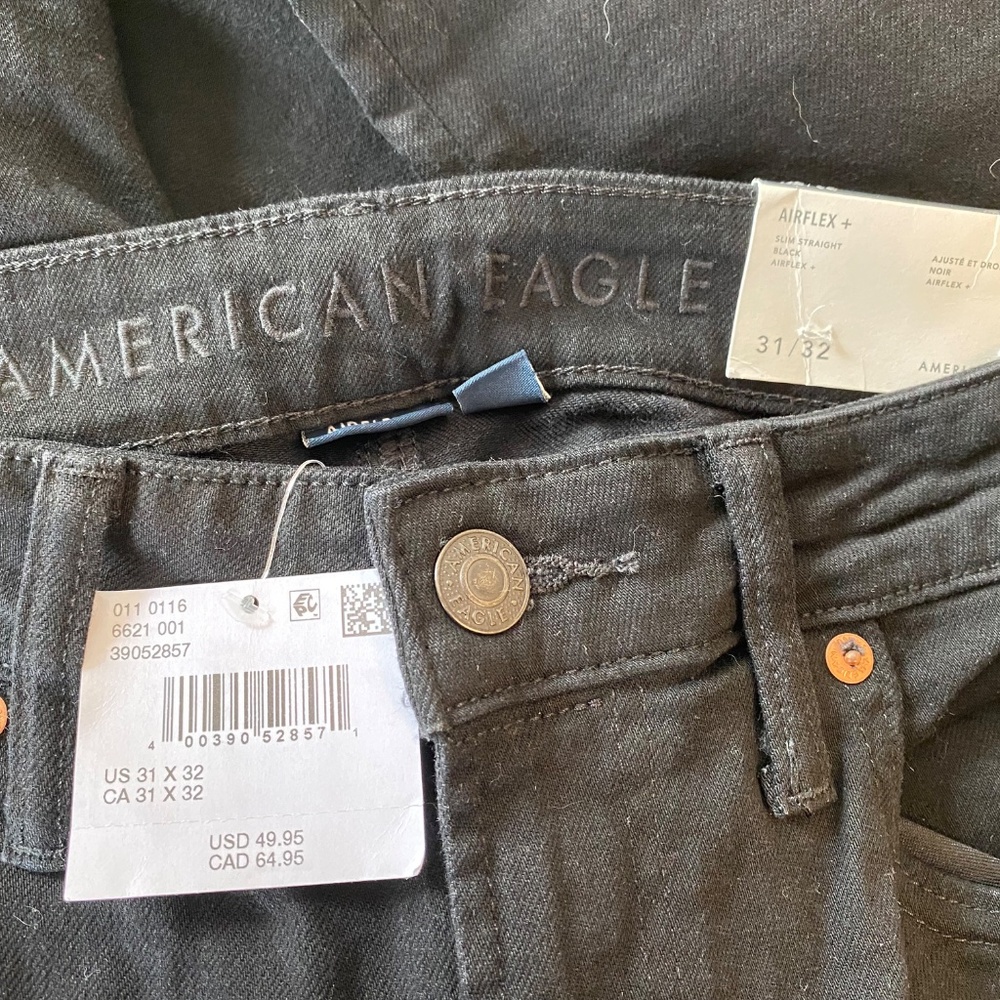 AMERICAN EAGLE
AIRFLEX +
SLIM STRAIGHT
BLACK
AIRFLEX +
AJUSTÉ ET DRO
NOIR
AIRFLEX +
31/32
AMERI
AMERICAN
EAGLE
011 0116
6621 001
39052857
4 00390 52857 1
US 31 X 32
CA 31 X 32
USD 49.95
CAD 64.95